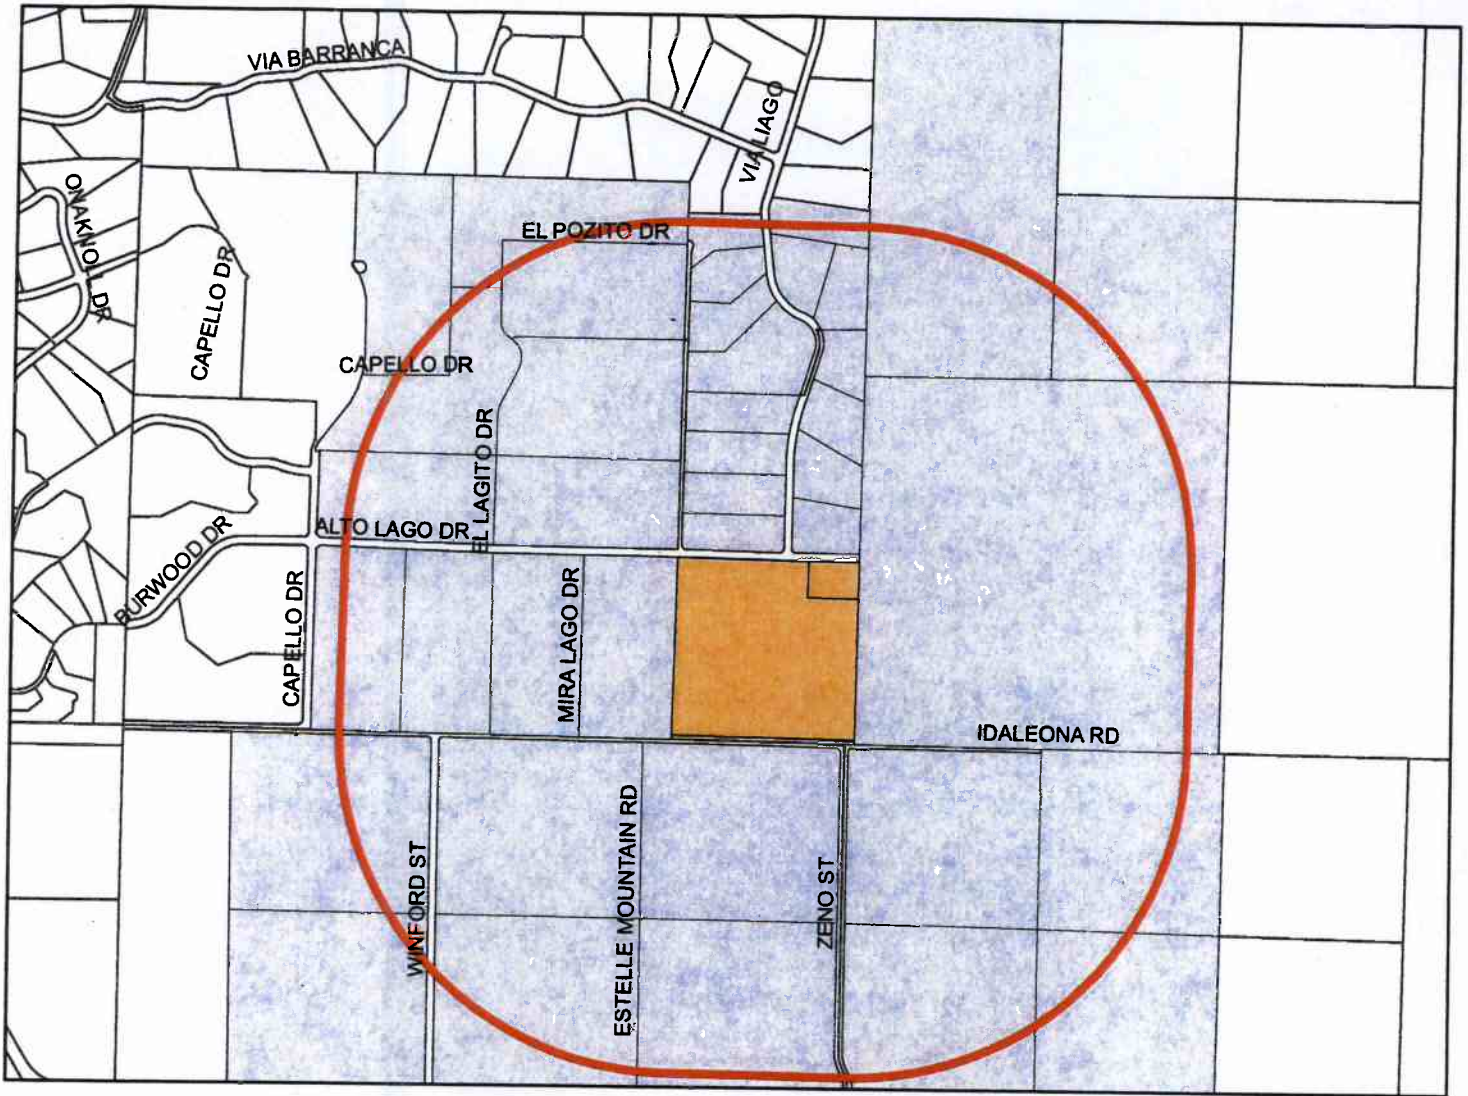 VIA BARRANCA
VIA LIAGO
ONAKNOLL DR
EL POZITO DR
CAPELLO DR
CAPELLO DR
EL LAGITO DR
ALTO LAGO DR
BURWOOD DR
CAPELLO DR
MIRA LAGO DR
IDALEONA RD
WINFORD ST
ESTELLE MOUNTAIN RD
ZENO ST